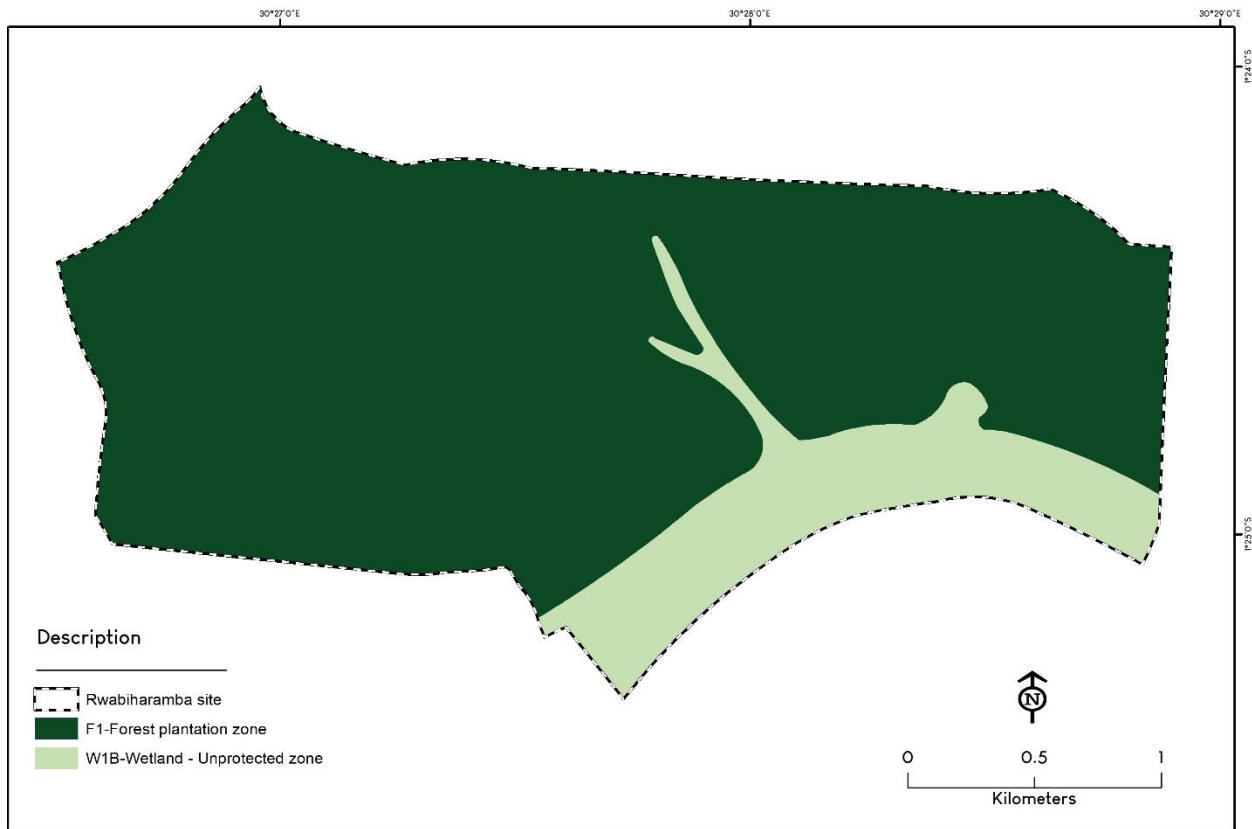 30°27'0"E
30°28'0"E
30°29'0"E
1°24'0"S
1°25'0"S
Description
Rwabiharamba site
F1-Forest plantation zone
W1B-Wetland - Unprotected zone
N
0 0.5 1
Kilometers